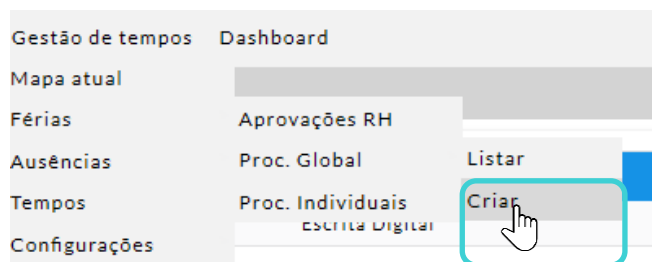 Gestão de tempos Dashboard
Mapa atual
Férias Aprovações RH
Ausências Proc. Global Listar
Tempos Proc. Individuais Criar
Escrita Digital
Configurações